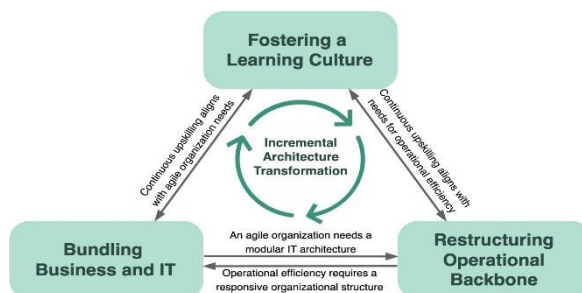 Fostering a
Learning Culture
Continuous upskilling aligns
with agile organization needs
Continuous upskilling aligns with
needs for operational efficiency
Incremental
Architecture
Transformation
Bundling
Business and IT
An agile organization needs a
modular IT architecture
Operational efficiency requires a
responsive organizational structure
Restructuring
Operational
Backbone